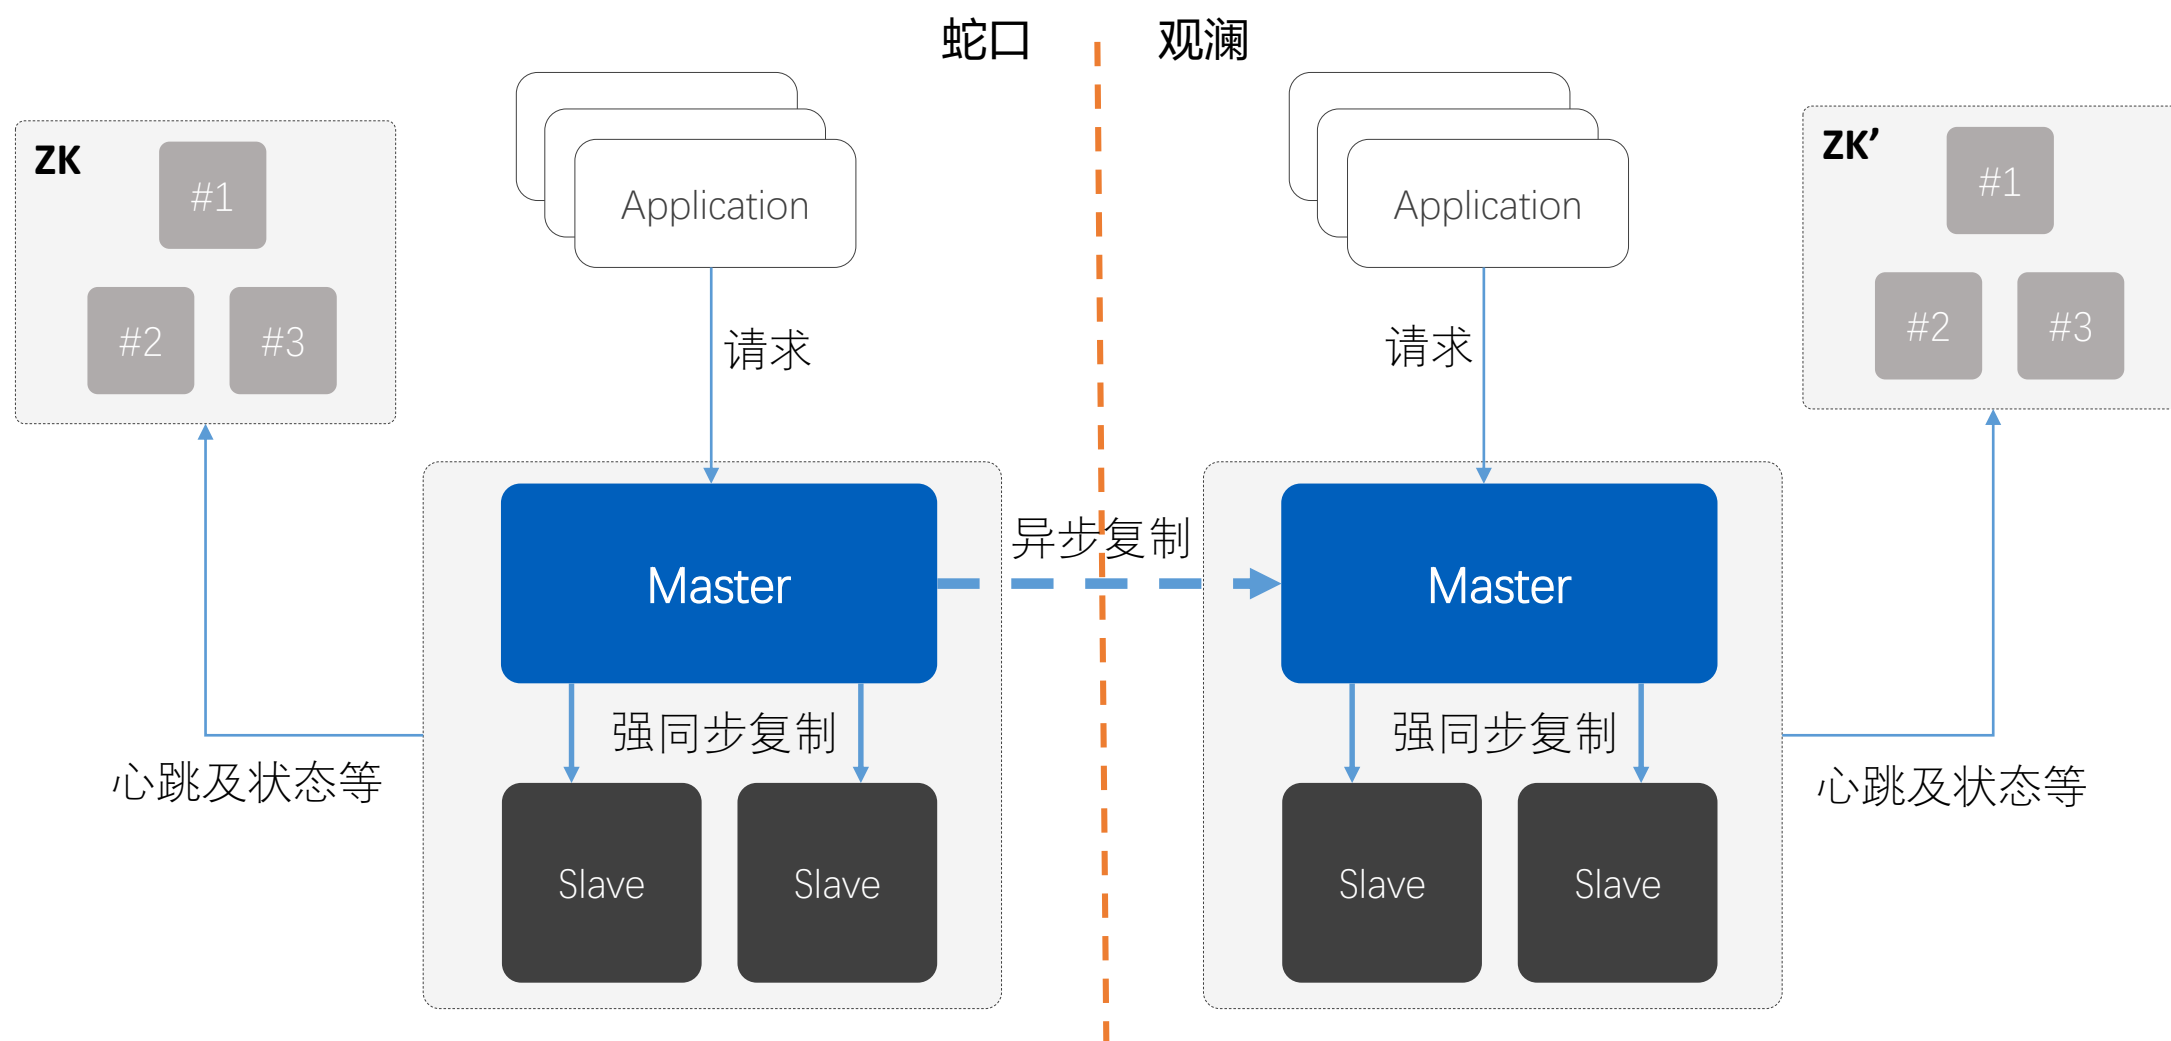 蛇口
观澜
ZK
#1
#2
#3
Application
请求
Application
请求
ZK’
#1
#2
#3
Master
异步复制
Master
强同步复制
强同步复制
心跳及状态等
心跳及状态等
Slave
Slave
Slave
Slave